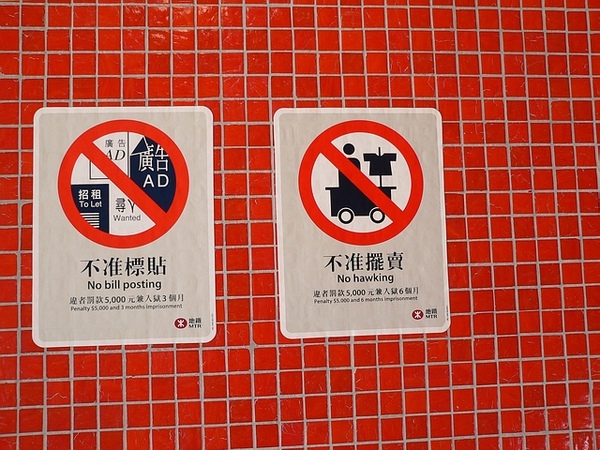 廣告
AD
廣告
AD
招租
To Let
尋人
Wanted
不准標貼
No bill posting
違者罰款5,000元兼入獄3個月
Penalty $5,000 and 3 months imprisonment
地鐵
MTR
不准擺賣
No hawking
違者罰款5,000元兼入獄6個月
Penalty $5,000 and 6 months imprisonment
地鐵
MTR